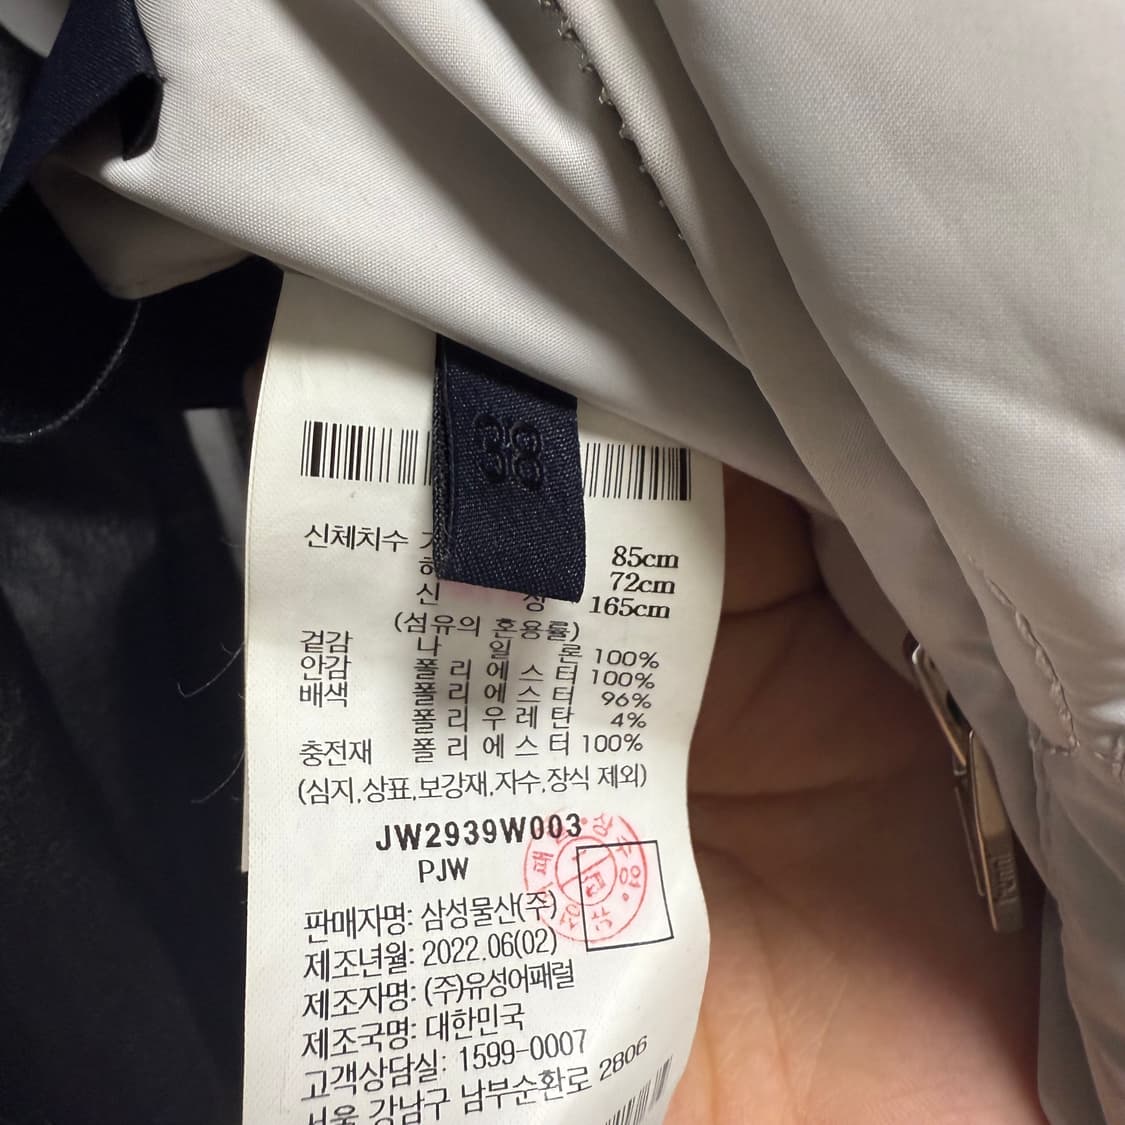 38
신체치수 85cm
72cm
신 장 165cm
(섬유의 혼용률)
겉감 나 일 론 100%
안감 폴 리 에 스 터 100%
배색 폴 리 에 스 터 96%
폴 리 우 레 탄 4%
충전재 폴 리 에 스 터 100%
(심지,상표,보강재,자수,장식 제외)
JW2939W003
PJW
판매자명: 삼성물산(주)
제조년월: 2022.06(02)
제조자명: (주)유성어패럴
제조국명: 대한민국
고객상담실: 1599-0007
서울 강남구 남부순환로 2806